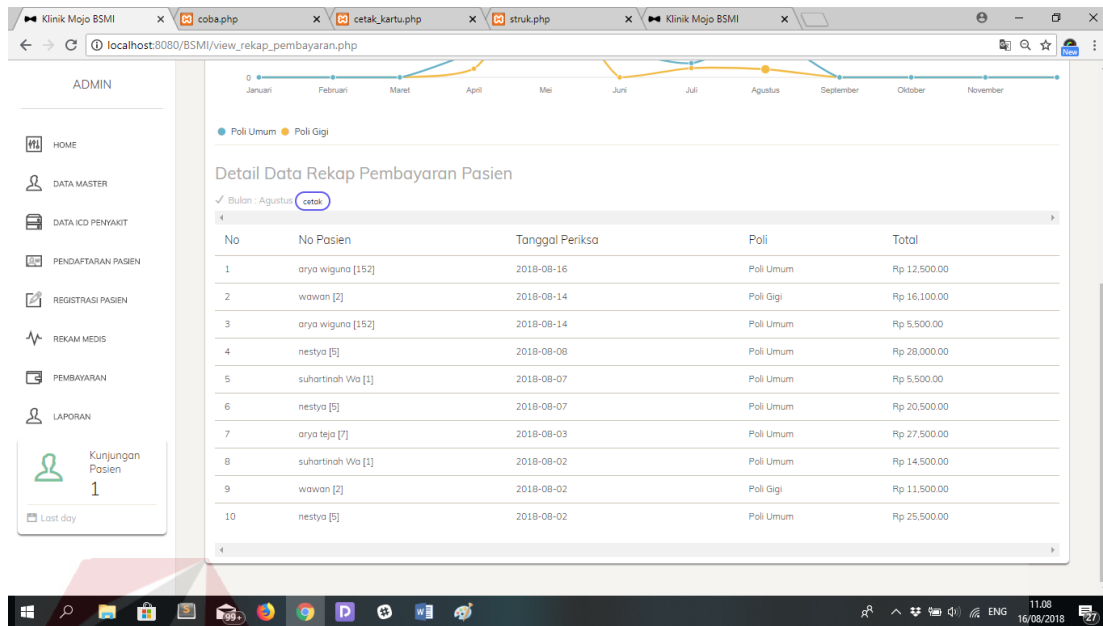 Klinik Mojo BSMI
coba.php
cetak_kartu.php
struk.php
Klinik Mojo BSMI
localhost:8080/BSMI/view_rekap_pembayaran.php
New
ADMIN
HOME
DATA MASTER
DATA ICD PENYAKIT
PENDAFTARAN PASIEN
REGISTRASI PASIEN
REKAM MEDIS
PEMBAYARAN
LAPORAN
Kunjungan
Pasien
1
Last day
0
Januari Februari Maret April Mei Juni Juli Agustus September Oktober November
Poli Umum Poli Gigi
Detail Data Rekap Pembayaran Pasien
✓ Bulan : Agustus cetak
No No Pasien Tanggal Periksa Poli Total
1 arya wiguna [152] 2018-08-16 Poli Umum Rp 12,500.00
2 wawan [2] 2018-08-14 Poli Gigi Rp 16,100.00
3 arya wiguna [152] 2018-08-14 Poli Umum Rp 5,500.00
4 nestya [5] 2018-08-08 Poli Umum Rp 28,000.00
5 suhartinah Wa [1] 2018-08-07 Poli Umum Rp 5,500.00
6 nestya [5] 2018-08-07 Poli Umum Rp 20,500.00
7 arya teja [7] 2018-08-03 Poli Umum Rp 27,500.00
8 suhartinah Wa [1] 2018-08-02 Poli Umum Rp 14,500.00
9 wawan [2] 2018-08-02 Poli Gigi Rp 11,500.00
10 nestya [5] 2018-08-02 Poli Umum Rp 25,500.00
99+
ENG
11.08
16/08/2018
27